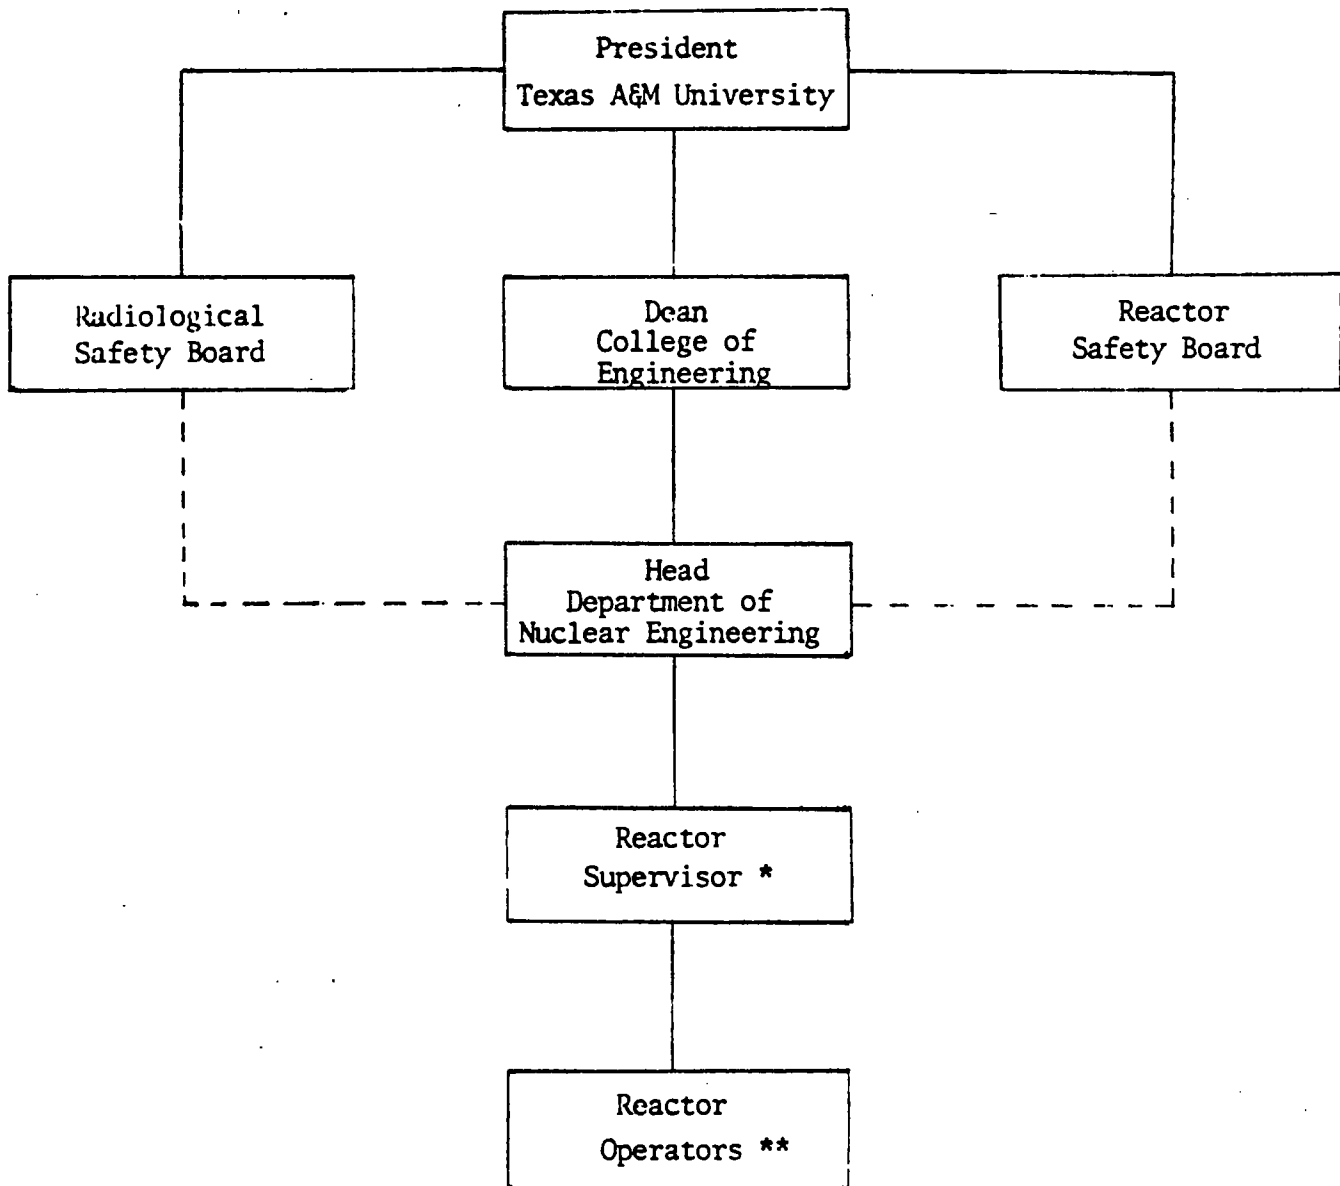 President
Texas A&M University
Radiological
Safety Board
Dean
College of
Engineering
Reactor
Safety Board
Head
Department of
Nuclear Engineering
Reactor
Supervisor *
Reactor
Operators **